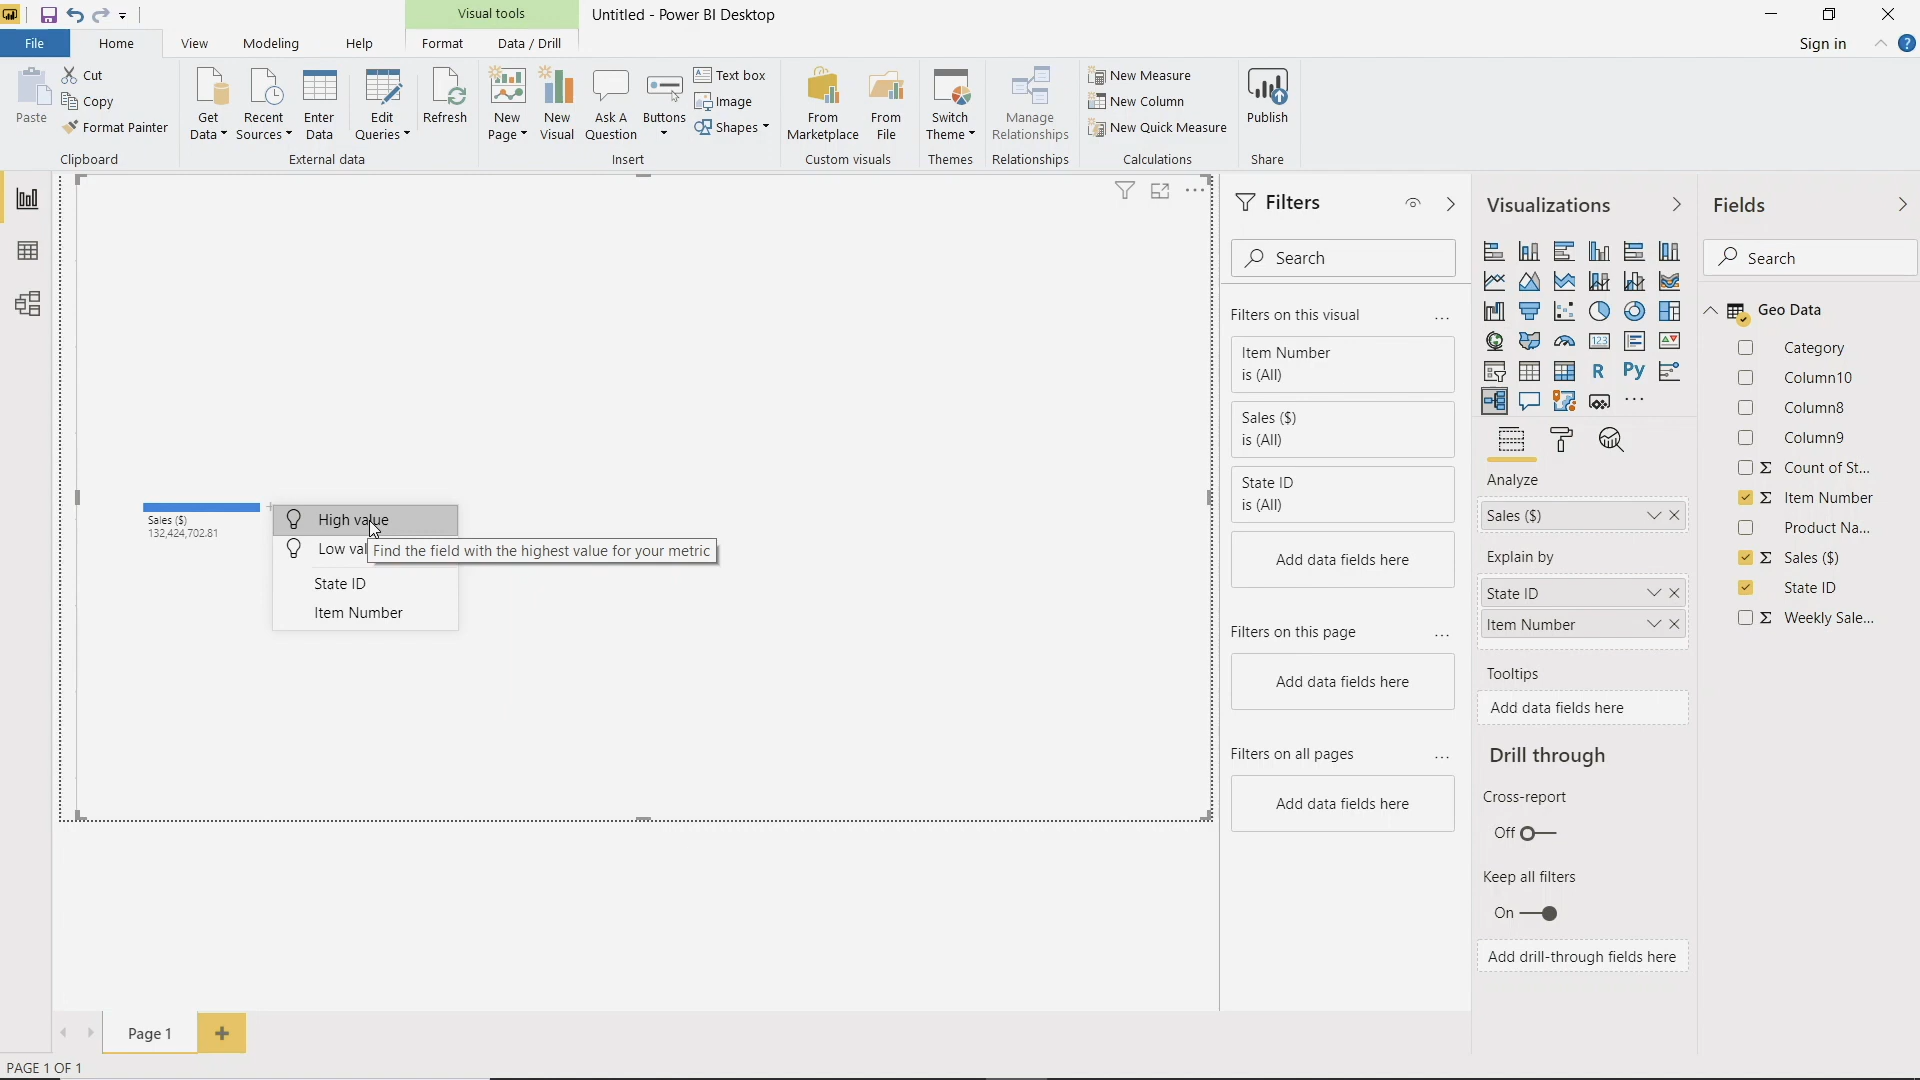 Visual tools
Untitled - Power BI Desktop
File
Home
View
Modeling
Help
Format
Data / Drill
Sign in
?
Paste
Cut
Copy
Format Painter
Clipboard
Get
Data
Recent
Sources
Enter
Data
Edit
Queries
Refresh
External data
New
Page
New
Visual
Ask A
Question
Buttons
Text box
Image
Shapes
Insert
From
Marketplace
From
File
Custom visuals
Switch
Theme
Themes
Manage
Relationships
Relationships
New Measure
New Column
New Quick Measure
Calculations
Publish
Share
Sales ($)
132,424,702.81
High value
Low val
Find the field with the highest value for your metric
State ID
Item Number
Filters
Search
Filters on this visual
...
Item Number
is (All)
Sales ($)
is (All)
State ID
is (All)
Add data fields here
Filters on this page
...
Add data fields here
Filters on all pages
...
Add data fields here
Visualizations
123
R
Py
...
Analyze
Sales ($)
Explain by
State ID
Item Number
Tooltips
Add data fields here
Drill through
Cross-report
Off
Keep all filters
On
Add drill-through fields here
Fields
Search
Geo Data
Category
Column10
Column8
Column9
Σ Count of St...
Σ Item Number
Product Na...
Σ Sales ($)
State ID
Σ Weekly Sale...
Page 1
PAGE 1 OF 1